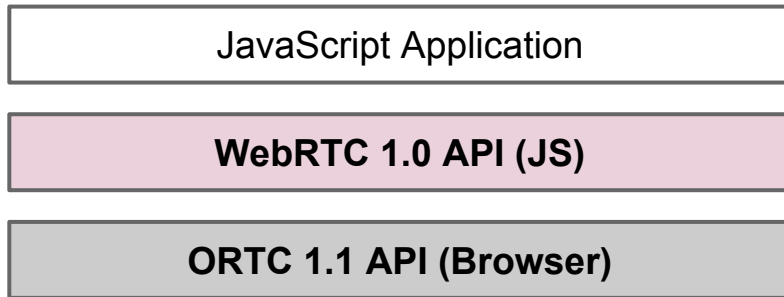 JavaScript Application
WebRTC 1.0 API (JS)
ORTC 1.1 API (Browser)